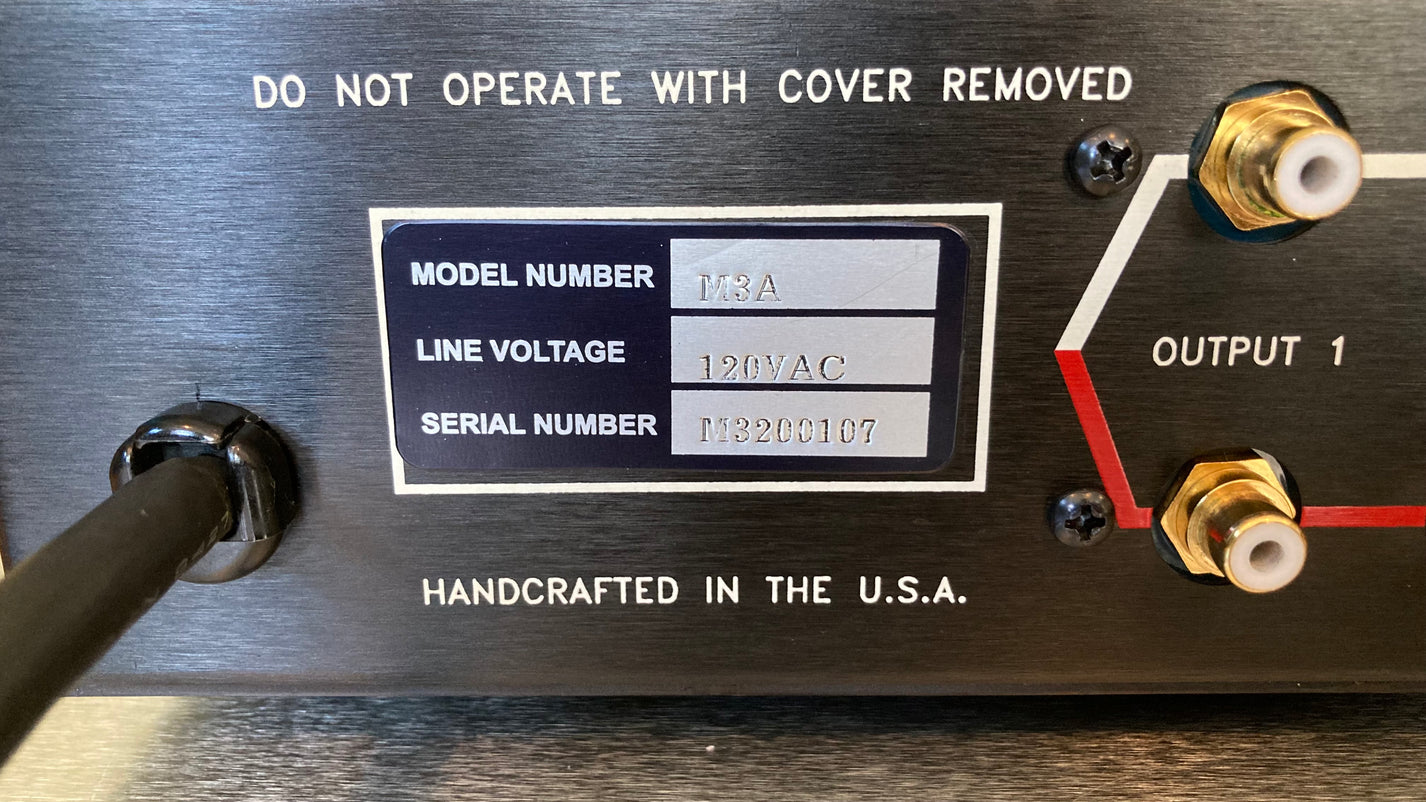 DO NOT OPERATE WITH COVER REMOVED
MODEL NUMBER M3A
LINE VOLTAGE 120VAC
SERIAL NUMBER M3200107
OUTPUT 1
HANDCRAFTED IN THE U.S.A.